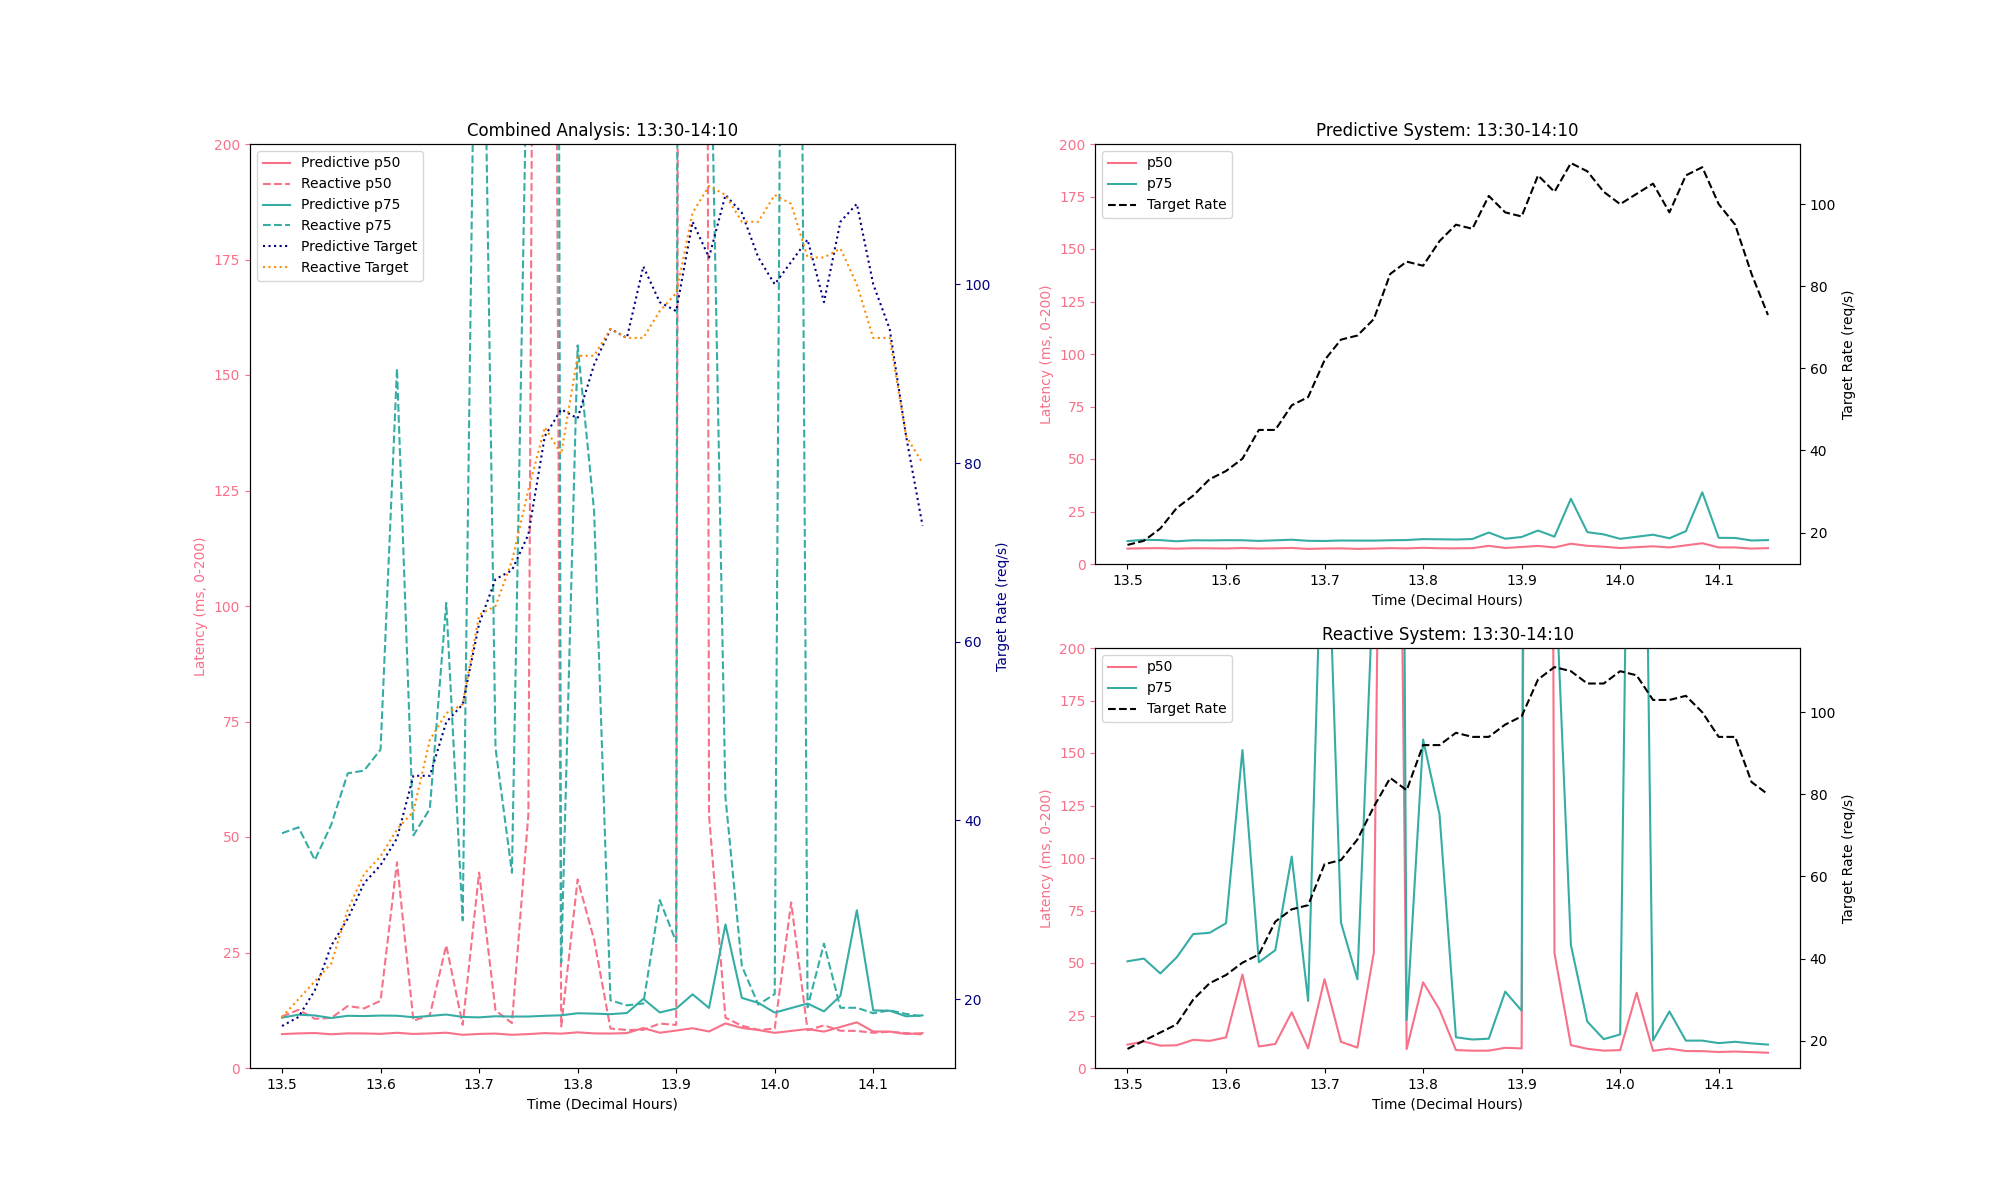 Combined Analysis: 13:30-14:10
Predictive p50
Reactive p50
Predictive p75
Reactive p75
Predictive Target
Reactive Target
200
175
150
125
100
75
50
25
0
Latency (ms, 0-200)
100
80
60
40
20
Target Rate (req/s)
13.5 13.6 13.7 13.8 13.9 14.0 14.1
Time (Decimal Hours)
Predictive System: 13:30-14:10
p50
p75
Target Rate
200
175
150
125
100
75
50
25
0
Latency (ms, 0-200)
100
80
60
40
20
Target Rate (req/s)
13.5 13.6 13.7 13.8 13.9 14.0 14.1
Time (Decimal Hours)
Reactive System: 13:30-14:10
p50
p75
Target Rate
200
175
150
125
100
75
50
25
0
Latency (ms, 0-200)
100
80
60
40
20
Target Rate (req/s)
13.5 13.6 13.7 13.8 13.9 14.0 14.1
Time (Decimal Hours)